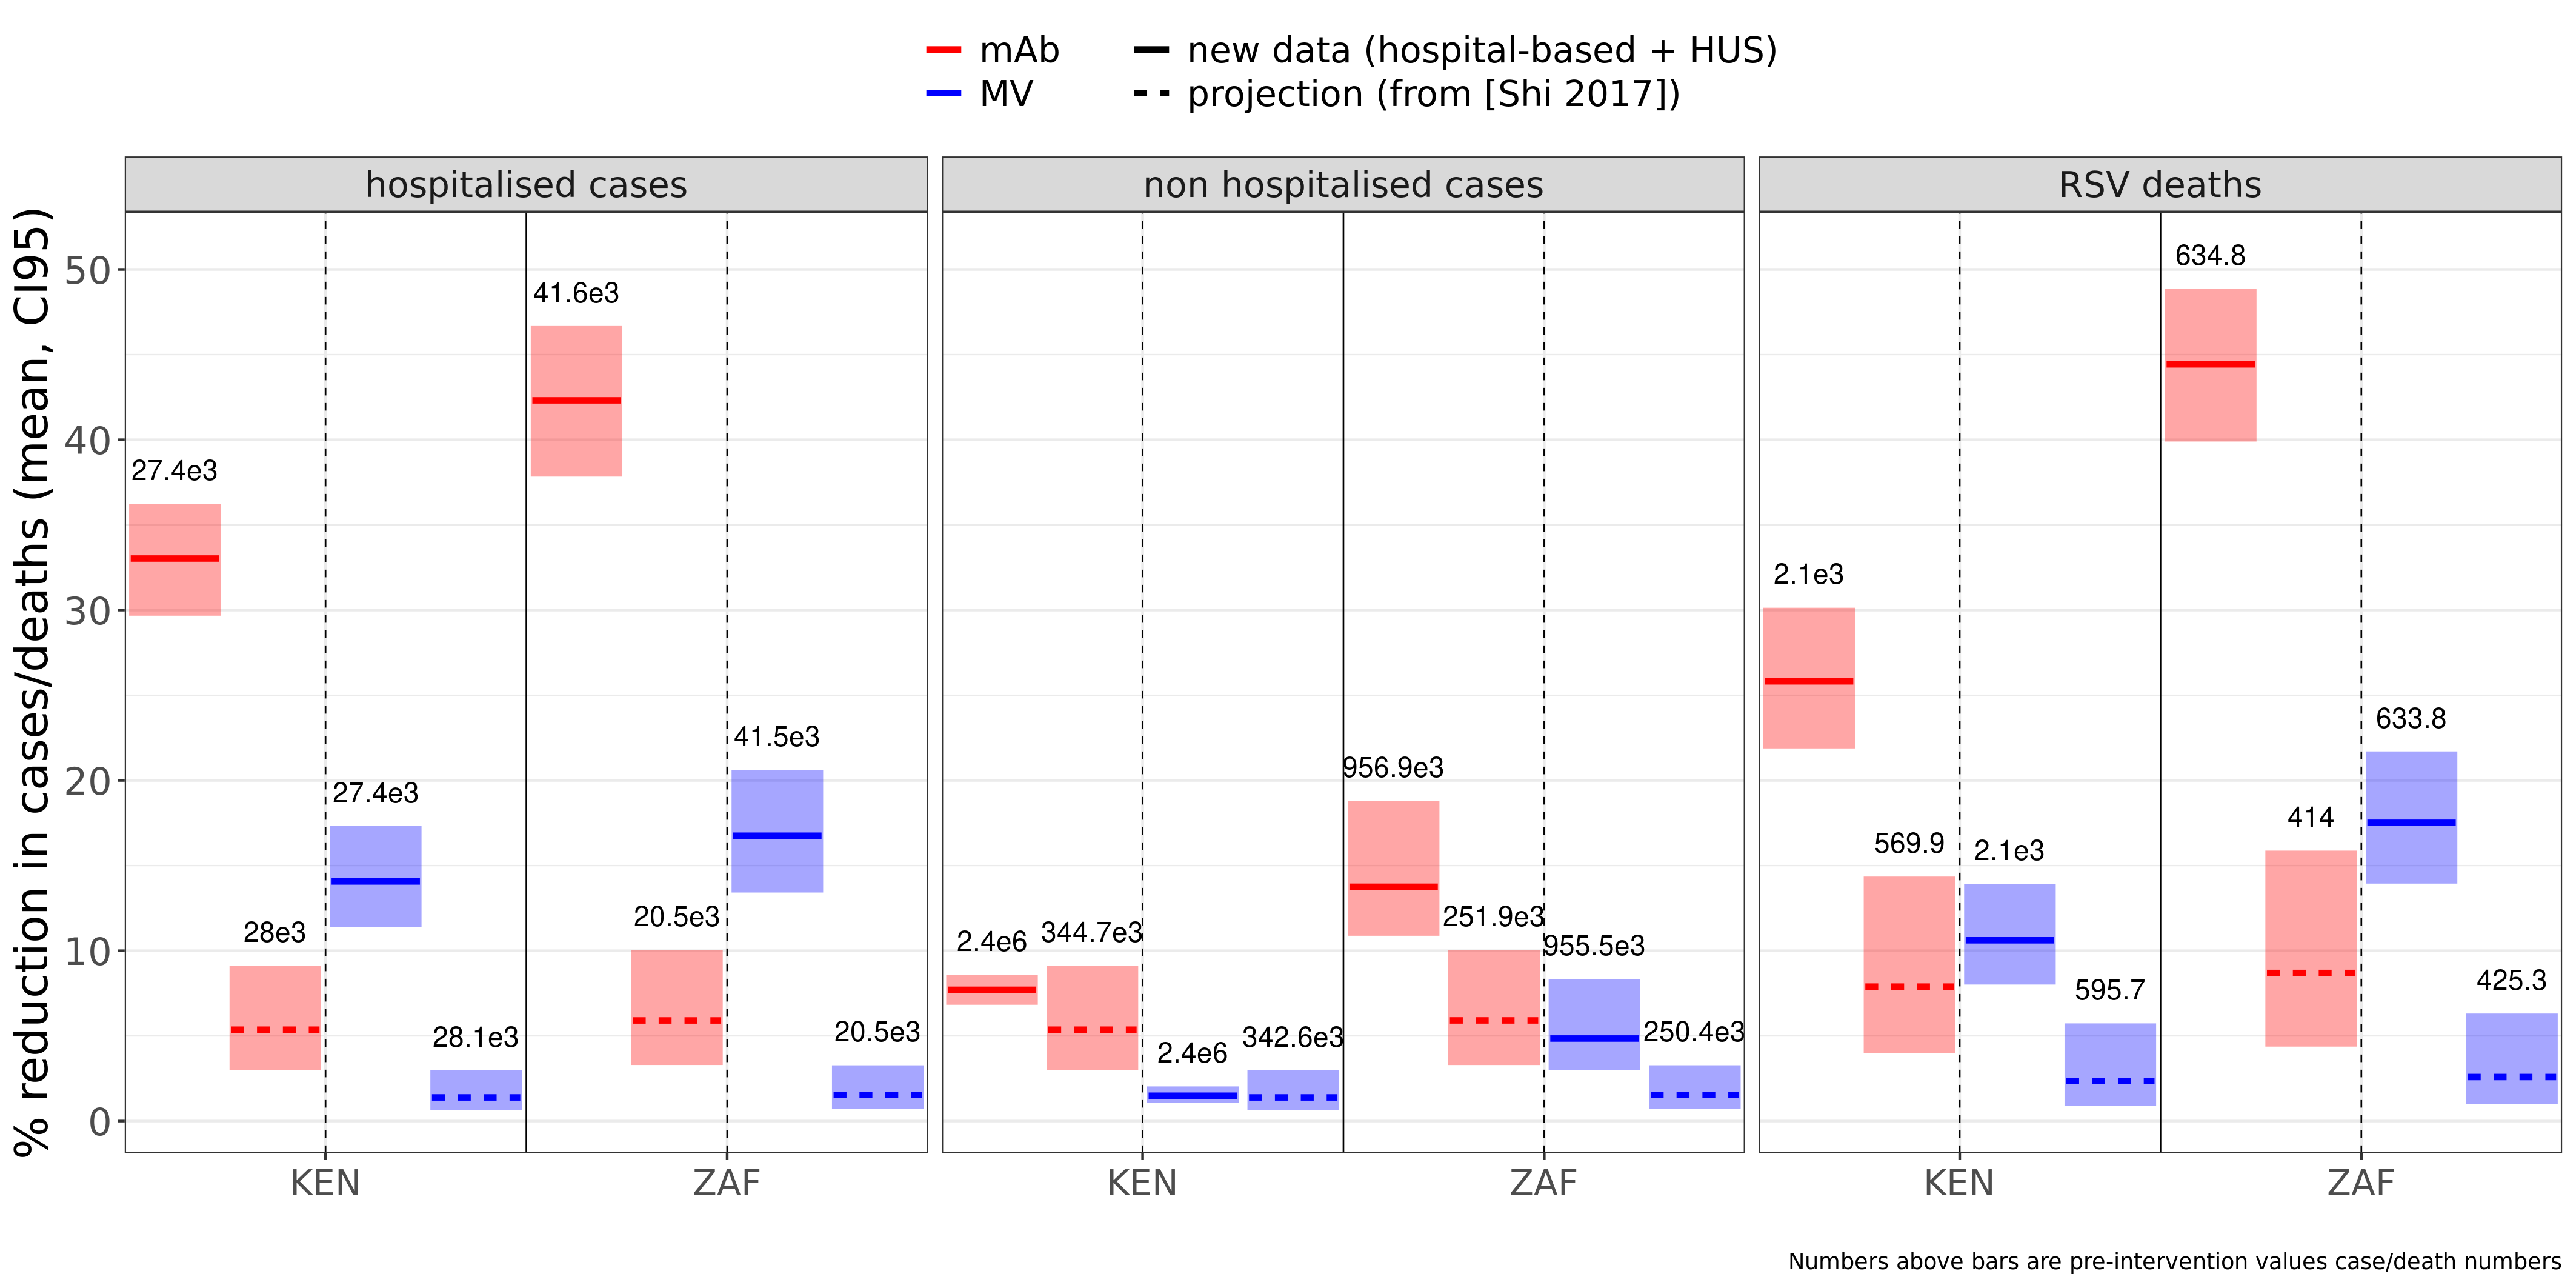 mAb
new data (hospital-based + HUS)
MV
projection (from [Shi 2017])
% reduction in cases/deaths (mean, CI95)
hospitalised cases
non hospitalised cases
RSV deaths
50
40
30
20
10
0
27.4e3
28e3
27.4e3
28.1e3
41.6e3
20.5e3
41.5e3
20.5e3
2.4e6
344.7e3
2.4e6
342.6e3
956.9e3
251.9e3
955.5e3
250.4e3
2.1e3
569.9
2.1e3
595.7
634.8
414
633.8
425.3
KEN
ZAF
KEN
ZAF
KEN
ZAF
Numbers above bars are pre-intervention values case/death numbers